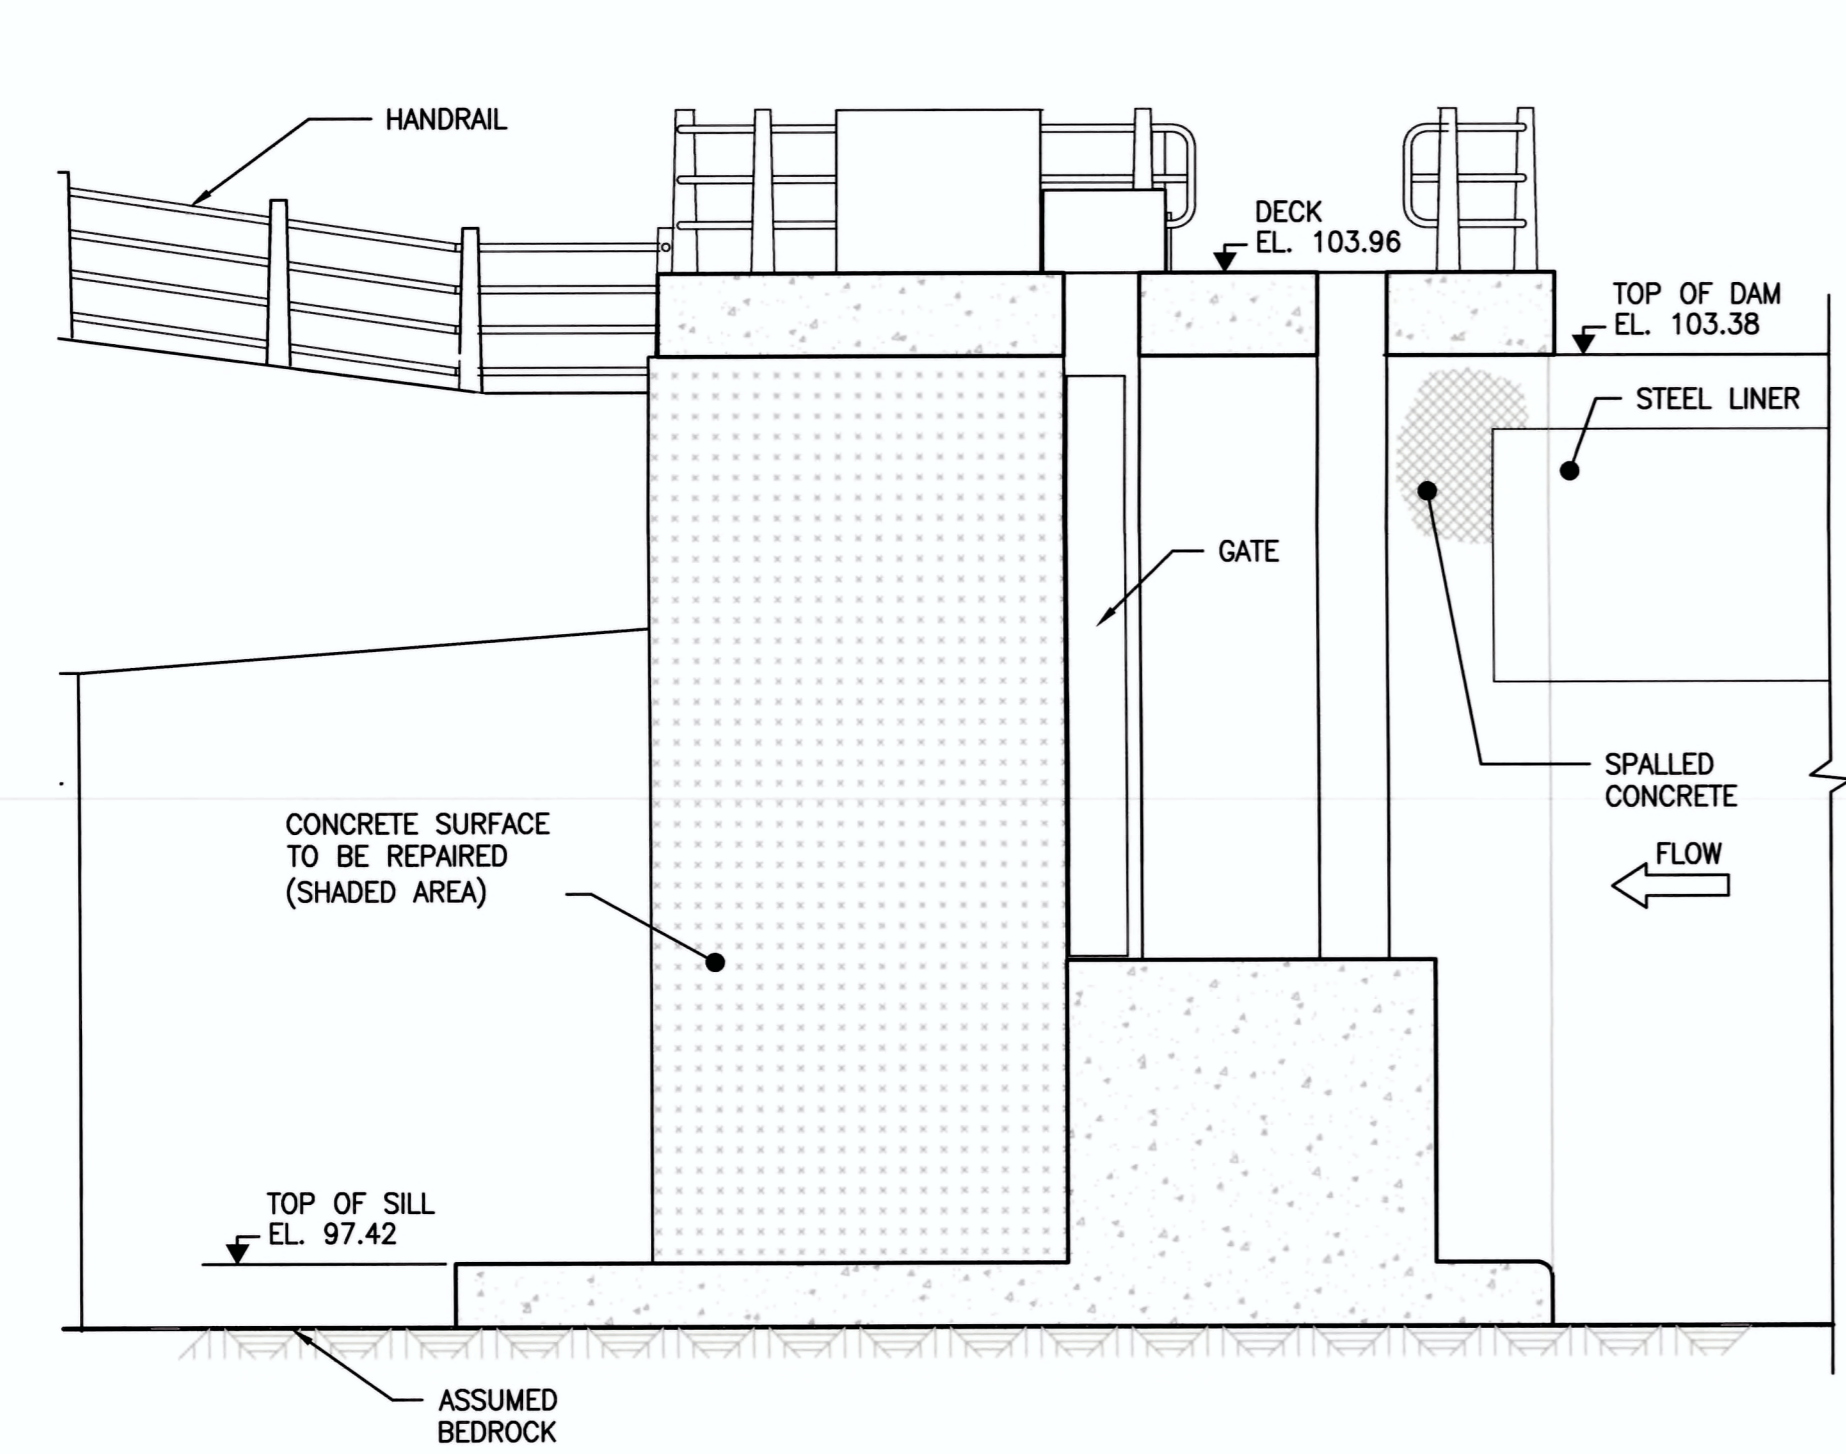 HANDRAIL
DECK
EL. 103.96
TOP OF DAM
EL. 103.38
STEEL LINER
GATE
SPALLED
CONCRETE
FLOW
CONCRETE SURFACE
TO BE REPAIRED
(SHADED AREA)
TOP OF SILL
EL. 97.42
ASSUMED
BEDROCK